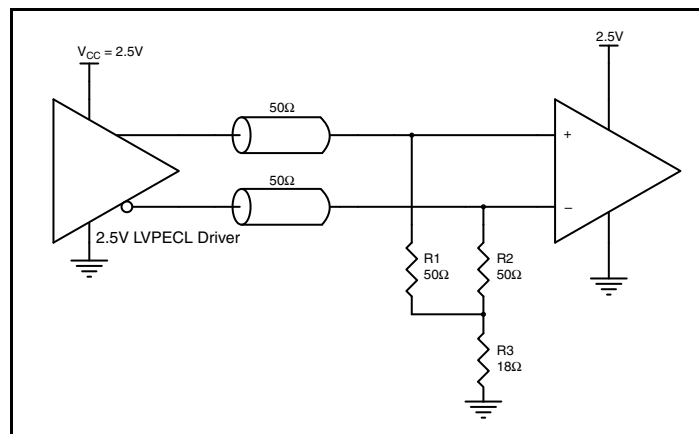 V_CC = 2.5V
2.5V
50Ω
+
50Ω
–
2.5V LVPECL Driver
R1
50Ω
R2
50Ω
R3
18Ω